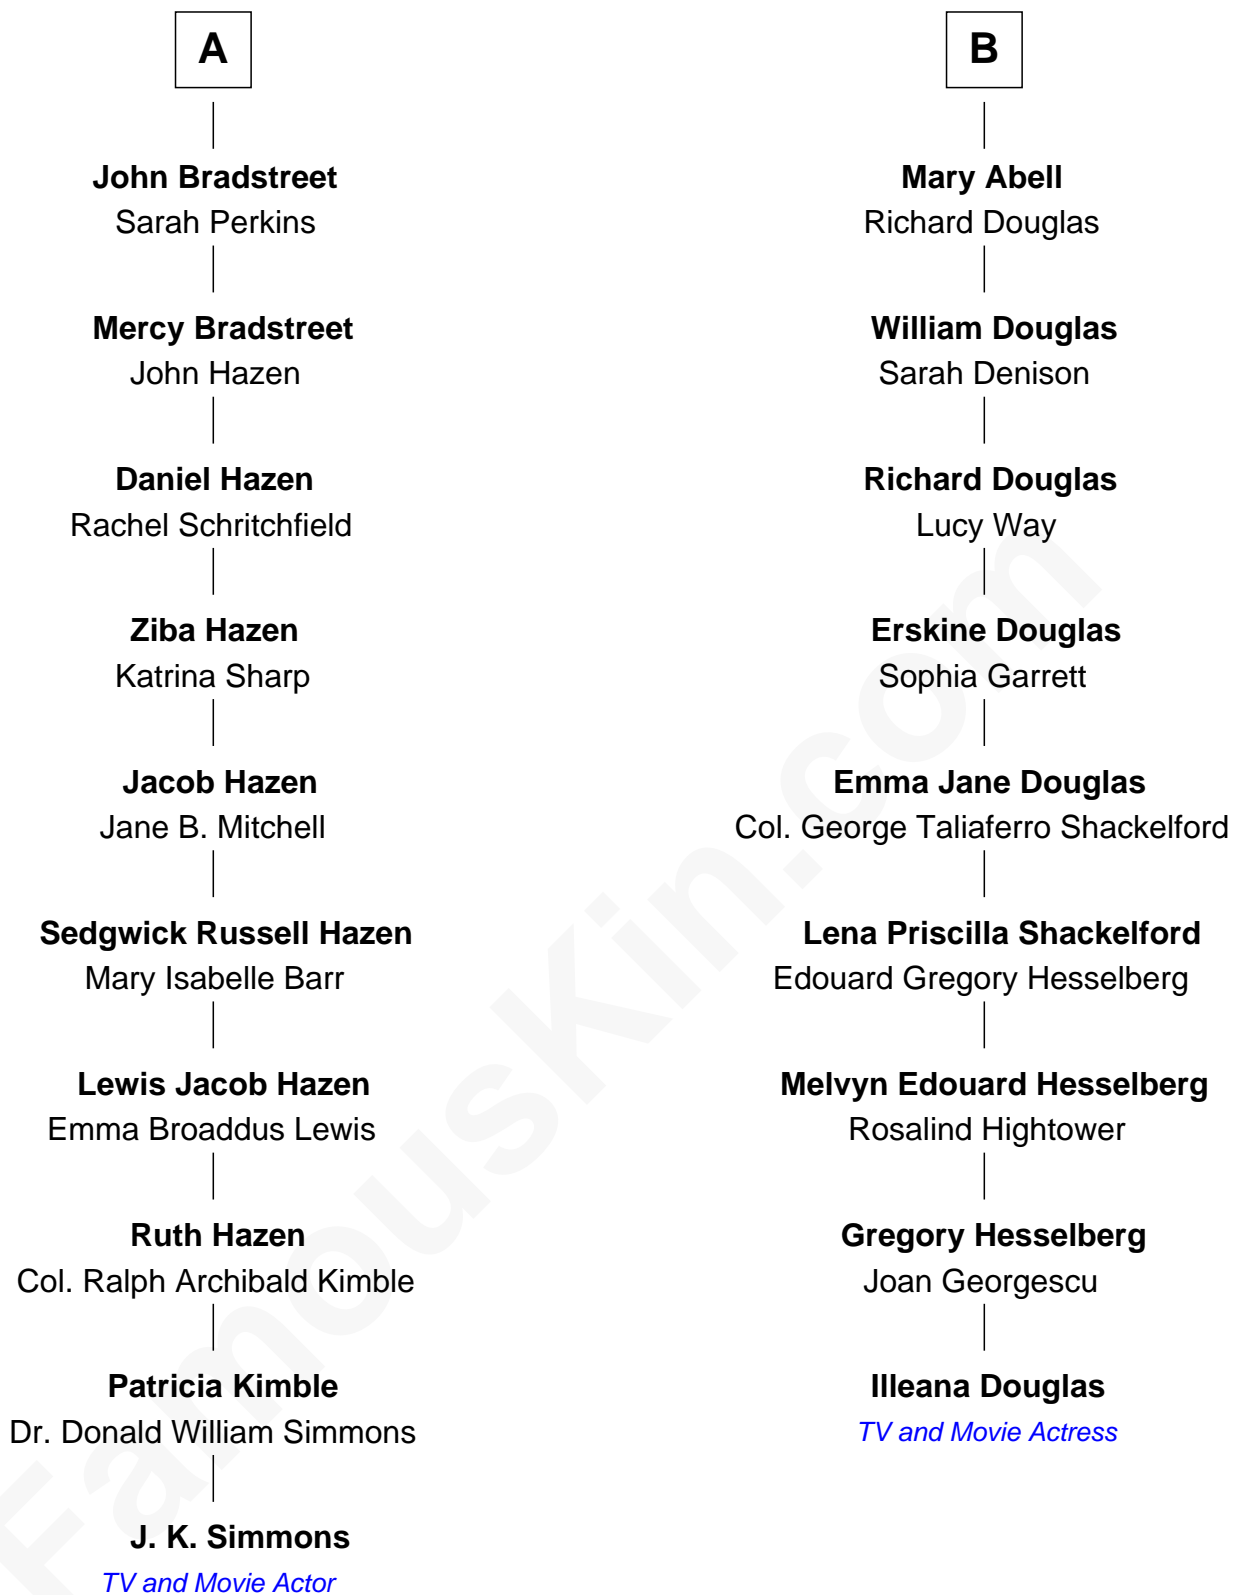 A
John Bradstreet
Sarah Perkins
Mercy Bradstreet
John Hazen
Daniel Hazen
Rachel Schritchfield
Ziba Hazen
Katrina Sharp
Jacob Hazen
Jane B. Mitchell
Sedgwick Russell Hazen
Mary Isabelle Barr
Lewis Jacob Hazen
Emma Broaddus Lewis
Ruth Hazen
Col. Ralph Archibald Kimble
Patricia Kimble
Dr. Donald William Simmons
J. K. Simmons
TV and Movie Actor
B
Mary Abell
Richard Douglas
William Douglas
Sarah Denison
Richard Douglas
Lucy Way
Erskine Douglas
Sophia Garrett
Emma Jane Douglas
Col. George Taliaferro Shackelford
Lena Priscilla Shackelford
Edouard Gregory Hesselberg
Melvyn Edouard Hesselberg
Rosalind Hightower
Gregory Hesselberg
Joan Georgescu
Illeana Douglas
TV and Movie Actress
FamousKin.com